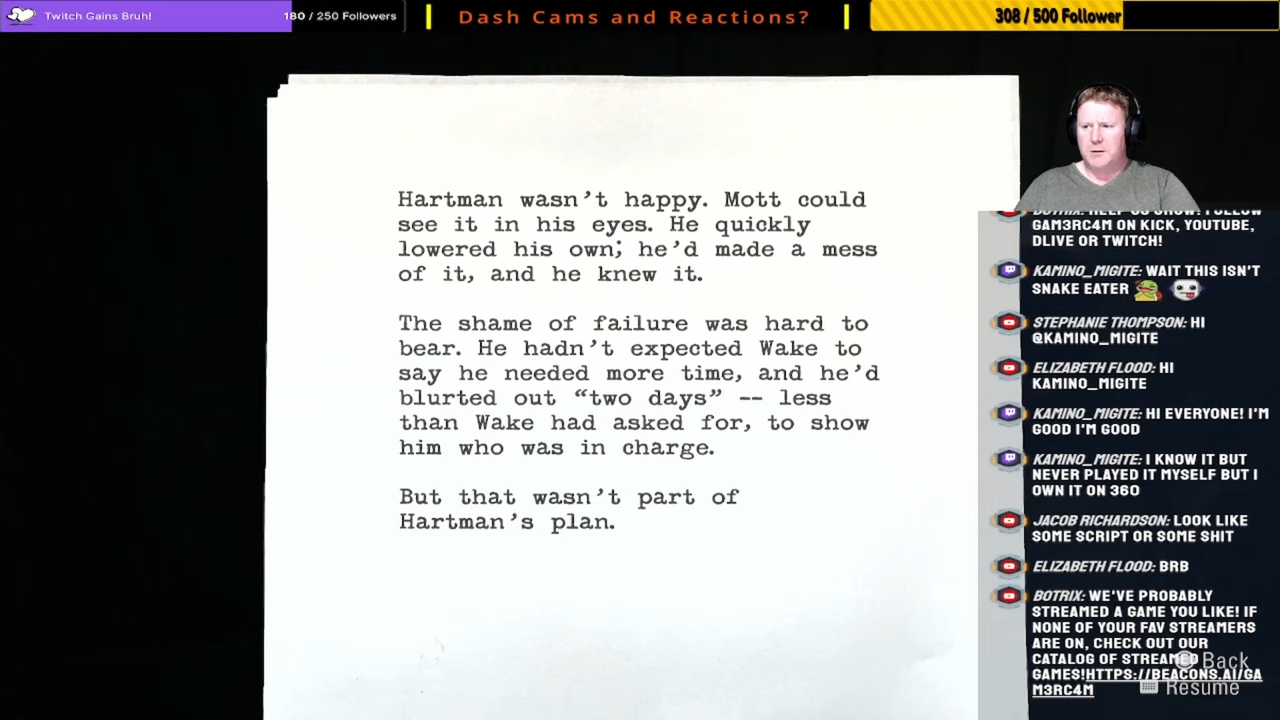 Twitch Gains Bruh!
180 / 250 Followers
Dash Cams and Reactions?
308 / 500 Follower
Hartman wasn't happy. Mott could
see it in his eyes. He quickly
lowered his own; he'd made a mess
of it, and he knew it.
The shame of failure was hard to
bear. He hadn't expected Wake to
say he needed more time, and he'd
blurted out “two days” -- less
than Wake had asked for, to show
him who was in charge.
But that wasn't part of
Hartman's plan.
BOTRIX: HELP US GROW! FOLLOW
GAM3RC4M ON KICK, YOUTUBE,
DLIVE OR TWITCH!
KAMINO_MIGITE: WAIT THIS ISN'T
SNAKE EATER
STEPHANIE THOMPSON: HI
@KAMINO_MIGITE
ELIZABETH FLOOD: HI
KAMINO_MIGITE
KAMINO_MIGITE: HI EVERYONE! I'M
GOOD I'M GOOD
KAMINO_MIGITE: I KNOW IT BUT
NEVER PLAYED IT MYSELF BUT I
OWN IT ON 360
JACOB RICHARDSON: LOOK LIKE
SOME SCRIPT OR SOME SHIT
ELIZABETH FLOOD: BRB
BOTRIX: WE'VE PROBABLY
STREAMED A GAME YOU LIKE! IF
NONE OF YOUR FAV STREAMERS
ARE ON, CHECK OUT OUR
CATALOG OF STREAMED
GAMES!HTTPS://BEACONS.AI/GA
M3RC4M
Back
Resume